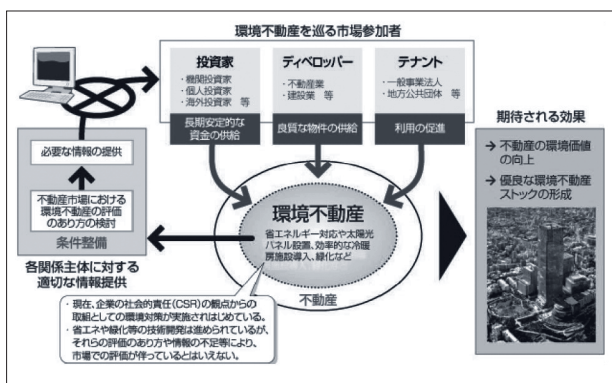 環境不動産を巡る市場参加者
投資家
・機関投資家
・個人投資家
・海外投資家 等
長期安定的な
資金の供給
ディベロッパー
・不動産業
・建設業 等
良質な物件の供給
テナント
・一般事業法人
・地方公共団体 等
利用の促進
必要な情報の提供
不動産市場における
環境不動産の評価
のあり方の検討
条件整備
各関係主体に対する
適切な情報提供
環境不動産
省エネルギー対応や太陽光
パネル設置、効率的な冷暖
房施設導入、緑化など
不動産
・現在、企業の社会的責任(CSR)の観点からの
取組としての環境対策が実施されはじめている。
・省エネや緑化等の技術開発は進められているが、
それらの評価のあり方や情報の不足等により、
市場での評価が伴っているとはいえない。
期待される効果
→ 不動産の環境価値
の向上
→ 優良な環境不動産
ストックの形成